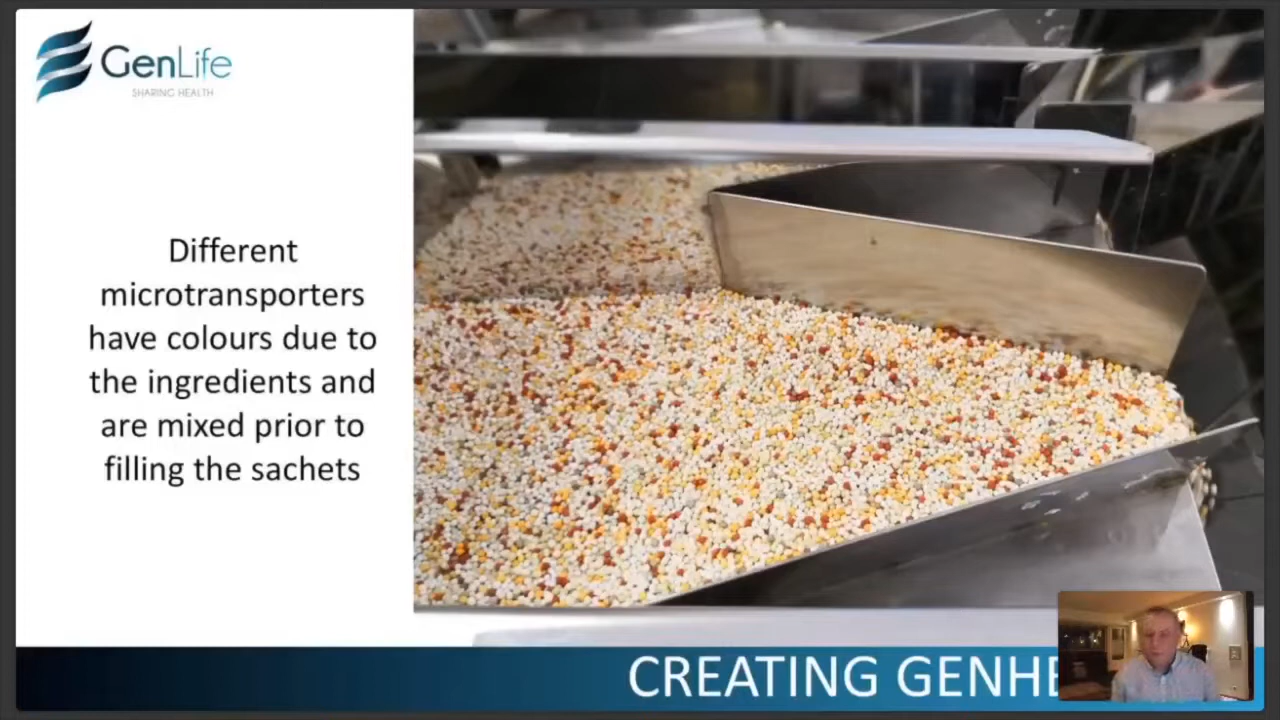 GenLife
SHARING HEALTH
Different
microtransporters
have colours due to
the ingredients and
are mixed prior to
filling the sachets
CREATING GENHE